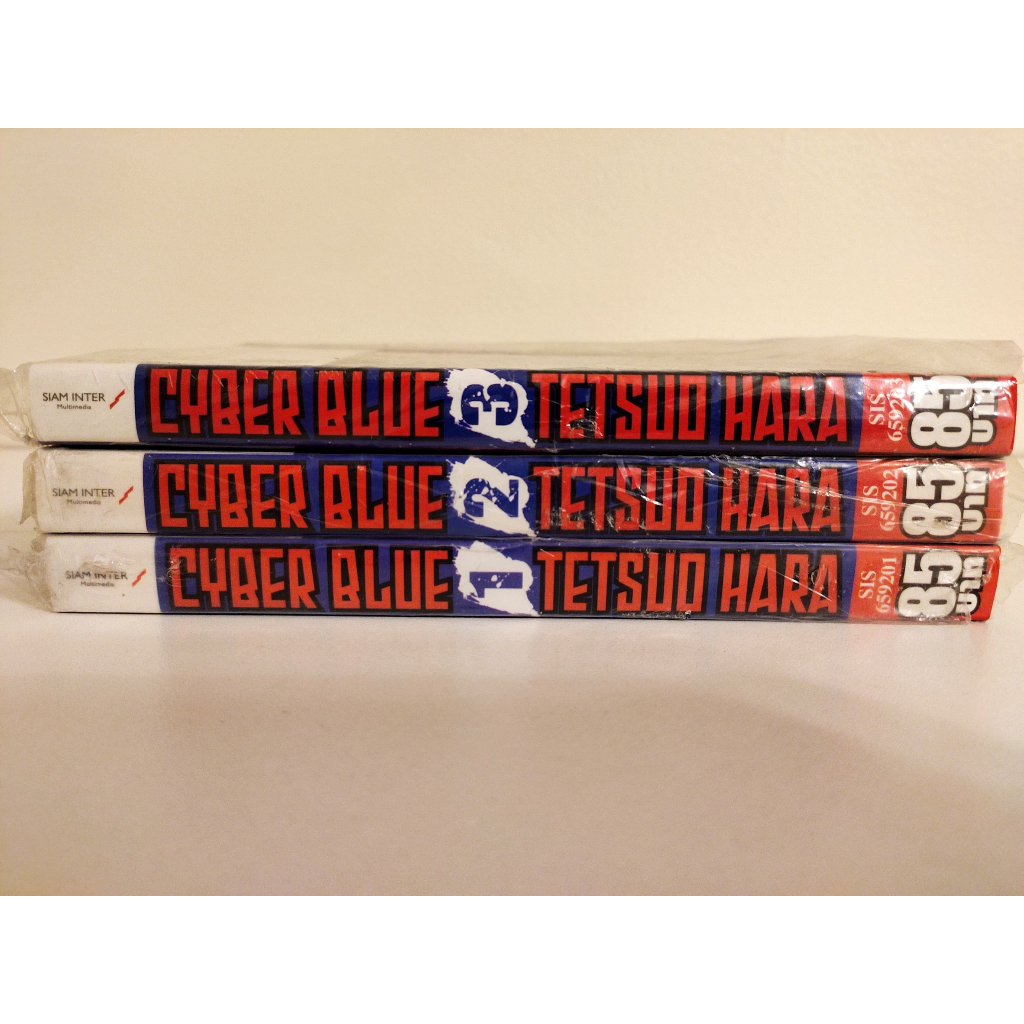 SIAM INTER
Multimedia
CYBER BLUE 3 TETSUO HARA
SIS
659203
85
บาท
SIAM INTER
Multimedia
CYBER BLUE 2 TETSUO HARA
SIS
659202
85
บาท
SIAM INTER
Multimedia
CYBER BLUE 1 TETSUO HARA
SIS
659201
85
บาท